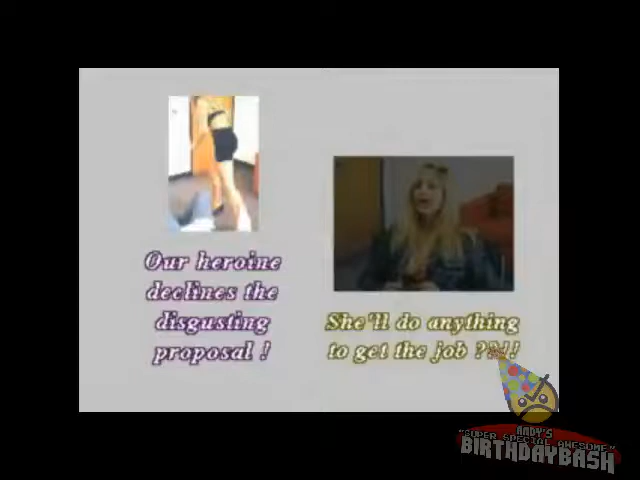 Our heroine
declines the
disgusting
proposal !
She'll do anything
to get the job ??!!
ANDY'S
"SUPER SPECIAL AWESOME"
BIRTHDAYBASH